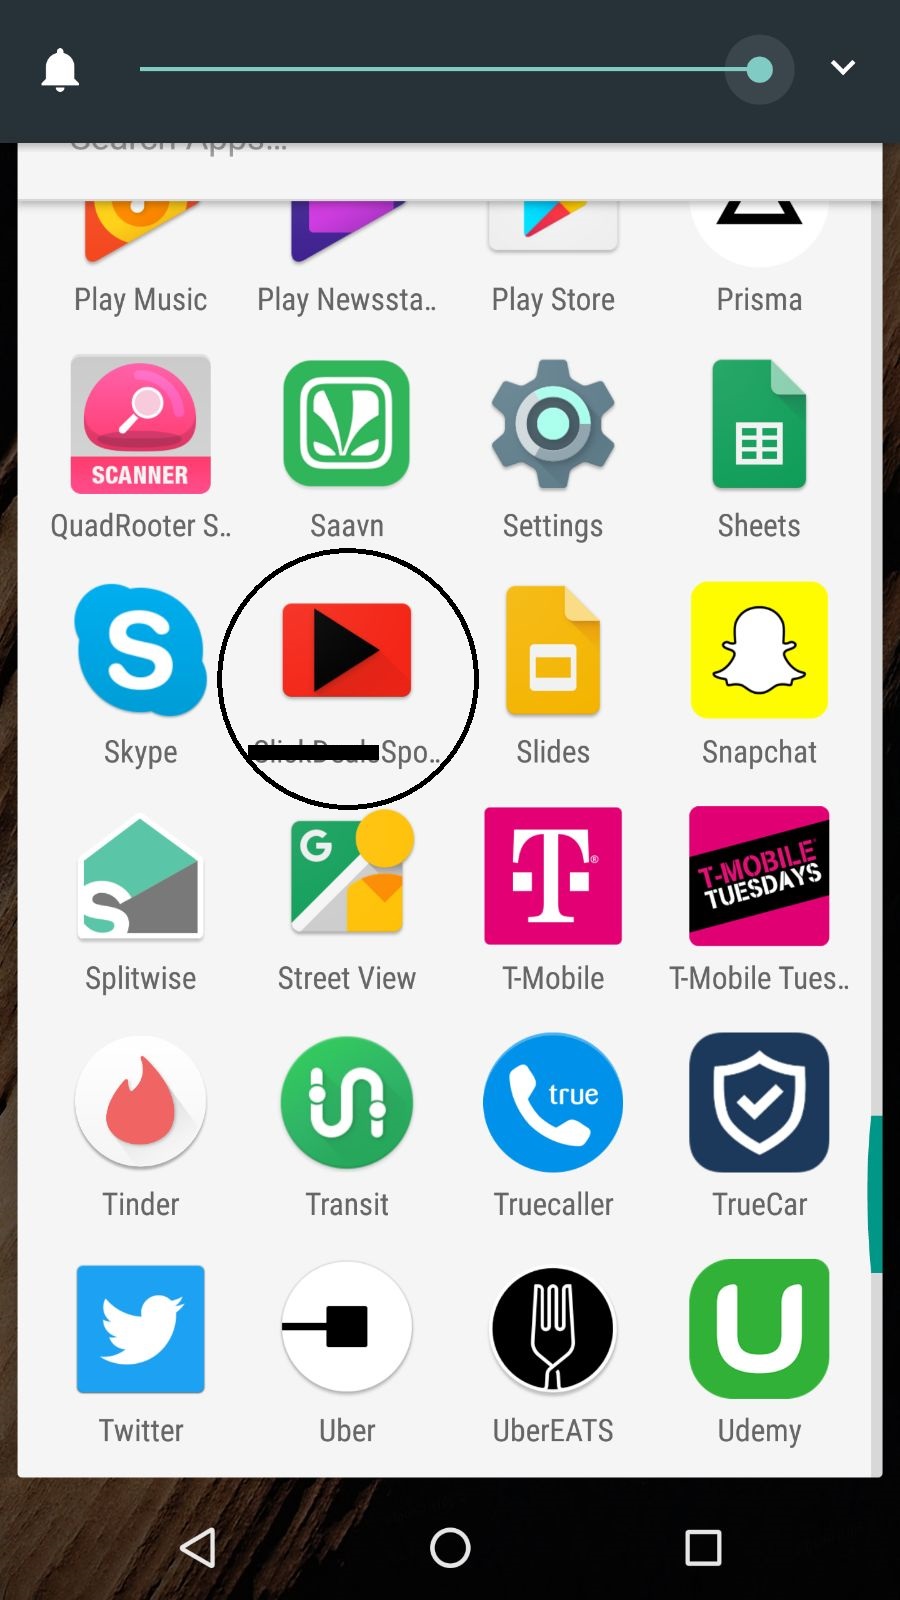 Search Apps...
Play Music
Play Newssta..
Play Store
Prisma
SCANNER
QuadRooter S..
Saavn
Settings
Sheets
S
Skype
Spo..
Slides
Snapchat
S
Splitwise
G
Street View
T
T-Mobile
T-MOBILE
TUESDAYS
T-Mobile Tues..
Tinder
Transit
true
Truecaller
TrueCar
Twitter
Uber
UberEATS
U
Udemy